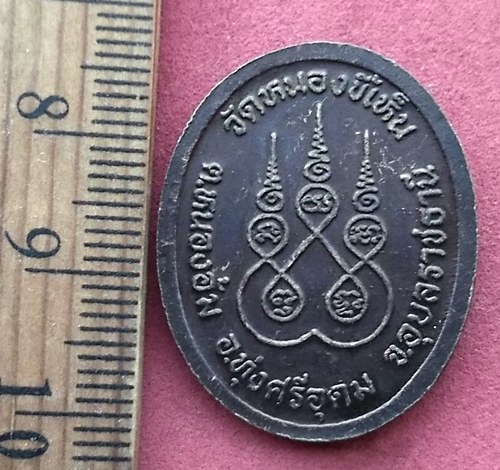 8
9
10
วัดหนองขี้เห็น
ต.หนองอ้ม
อ.ทุ่งศรีอุดม
จ.อุบลราชธานี